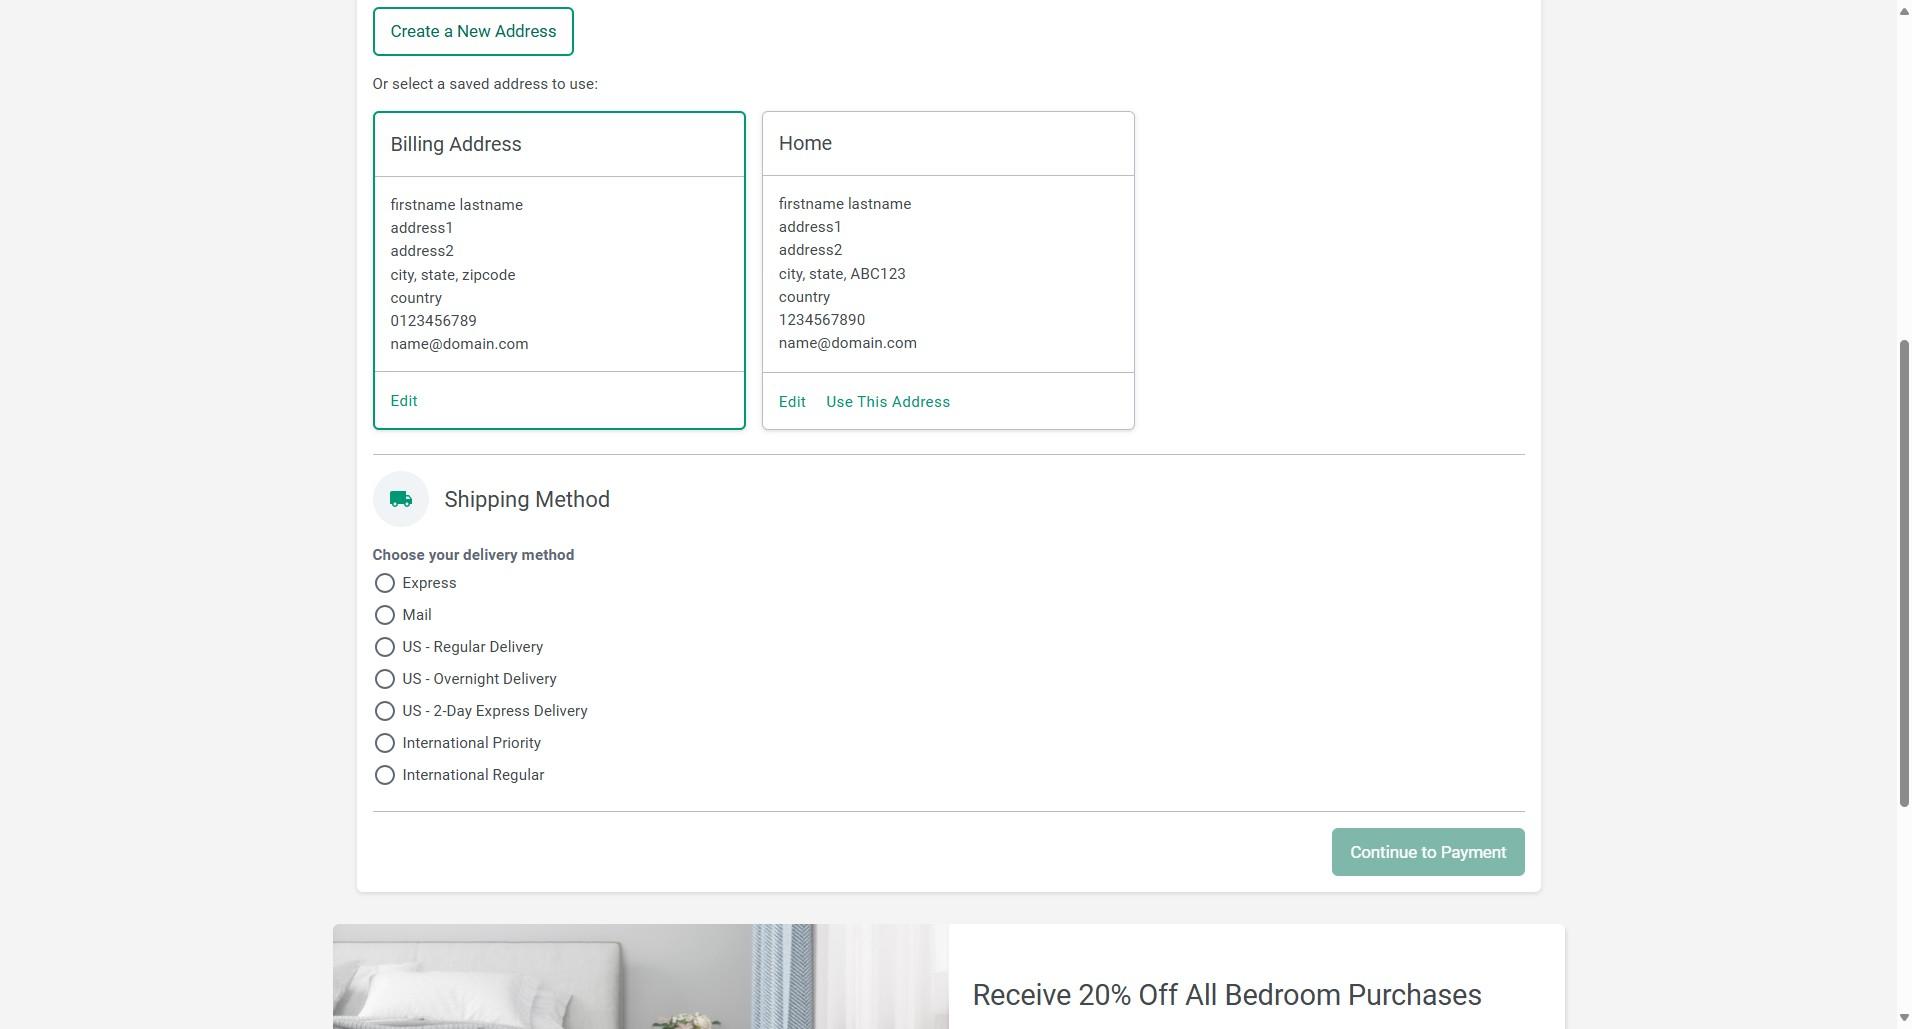 Create a New Address
Or select a saved address to use:
Billing Address
firstname lastname
address1
address2
city, state, zipcode
country
0123456789
name@domain.com
Edit
Home
firstname lastname
address1
address2
city, state, ABC123
country
1234567890
name@domain.com
Edit Use This Address
Shipping Method
Choose your delivery method
Express
Mail
US - Regular Delivery
US - Overnight Delivery
US - 2-Day Express Delivery
International Priority
International Regular
Continue to Payment
Receive 20% Off All Bedroom Purchases